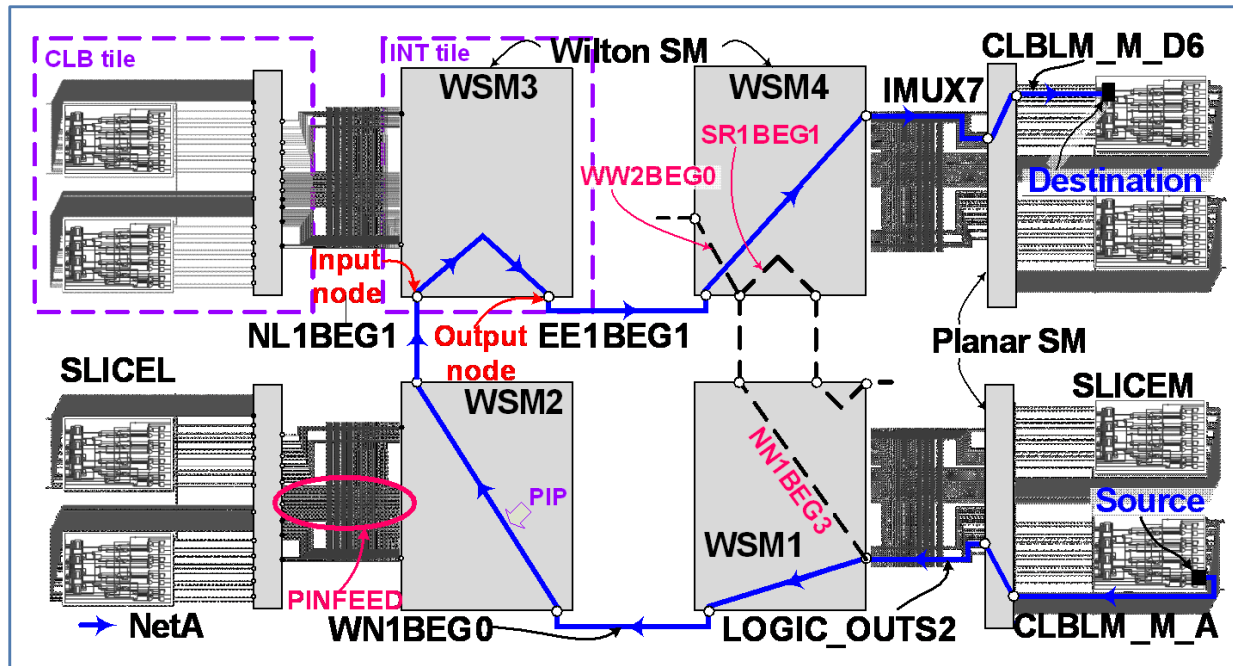 CLB tile
INT tile
Wilton SM
CLBLM_M_D6
WSM3
WSM4
IMUX7
SR1BEG1
WW2BEG0
Destination
Input
node
NL1BEG1
Output
node
EE1BEG1
Planar SM
SLICEL
SLICEM
WSM2
NN1BEG3
PIP
Source
WSM1
PINFEED
NetA
WN1BEG0
LOGIC_OUTS2
CLBLM_M_A